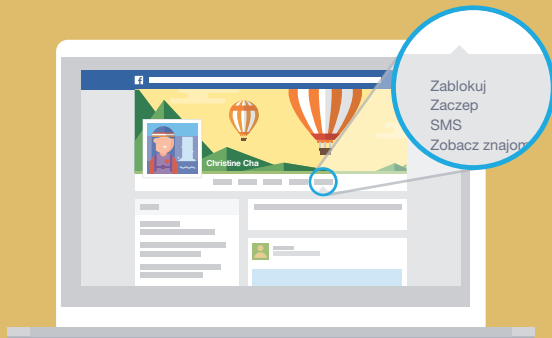 f
Christine Cha
Zablokuj
Zaczep
SMS
Zobacz znajom